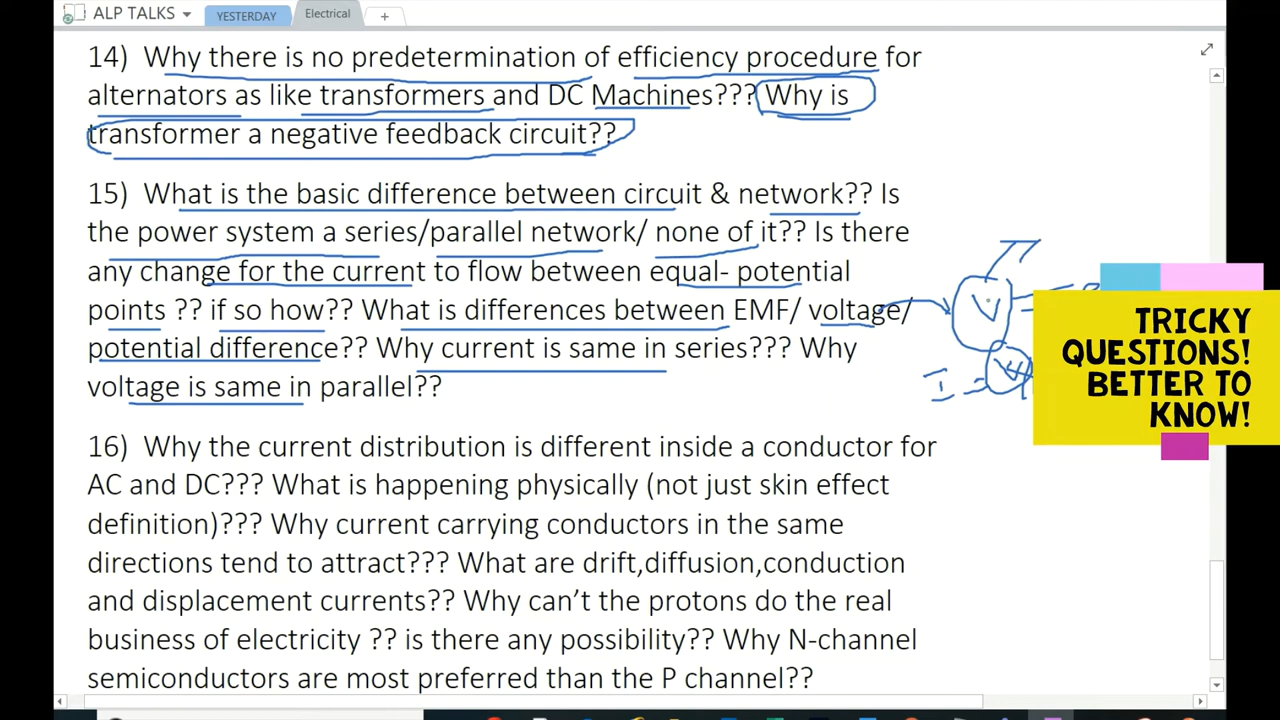 ALP TALKS
YESTERDAY
Electrical
14) Why there is no predetermination of efficiency procedure for
alternators as like transformers and DC Machines??? Why is
transformer a negative feedback circuit??
15) What is the basic difference between circuit & network?? Is
the power system a series/parallel network/ none of it?? Is there
any change for the current to flow between equal- potential
points ?? if so how?? What is differences between EMF/ voltage/
potential difference?? Why current is same in series??? Why
voltage is same in parallel??
V
I =
TRICKY
QUESTIONS!
BETTER TO
KNOW!
16) Why the current distribution is different inside a conductor for
AC and DC??? What is happening physically (not just skin effect
definition)??? Why current carrying conductors in the same
directions tend to attract??? What are drift,diffusion,conduction
and displacement currents?? Why can’t the protons do the real
business of electricity ?? is there any possibility?? Why N-channel
semiconductors are most preferred than the P channel??